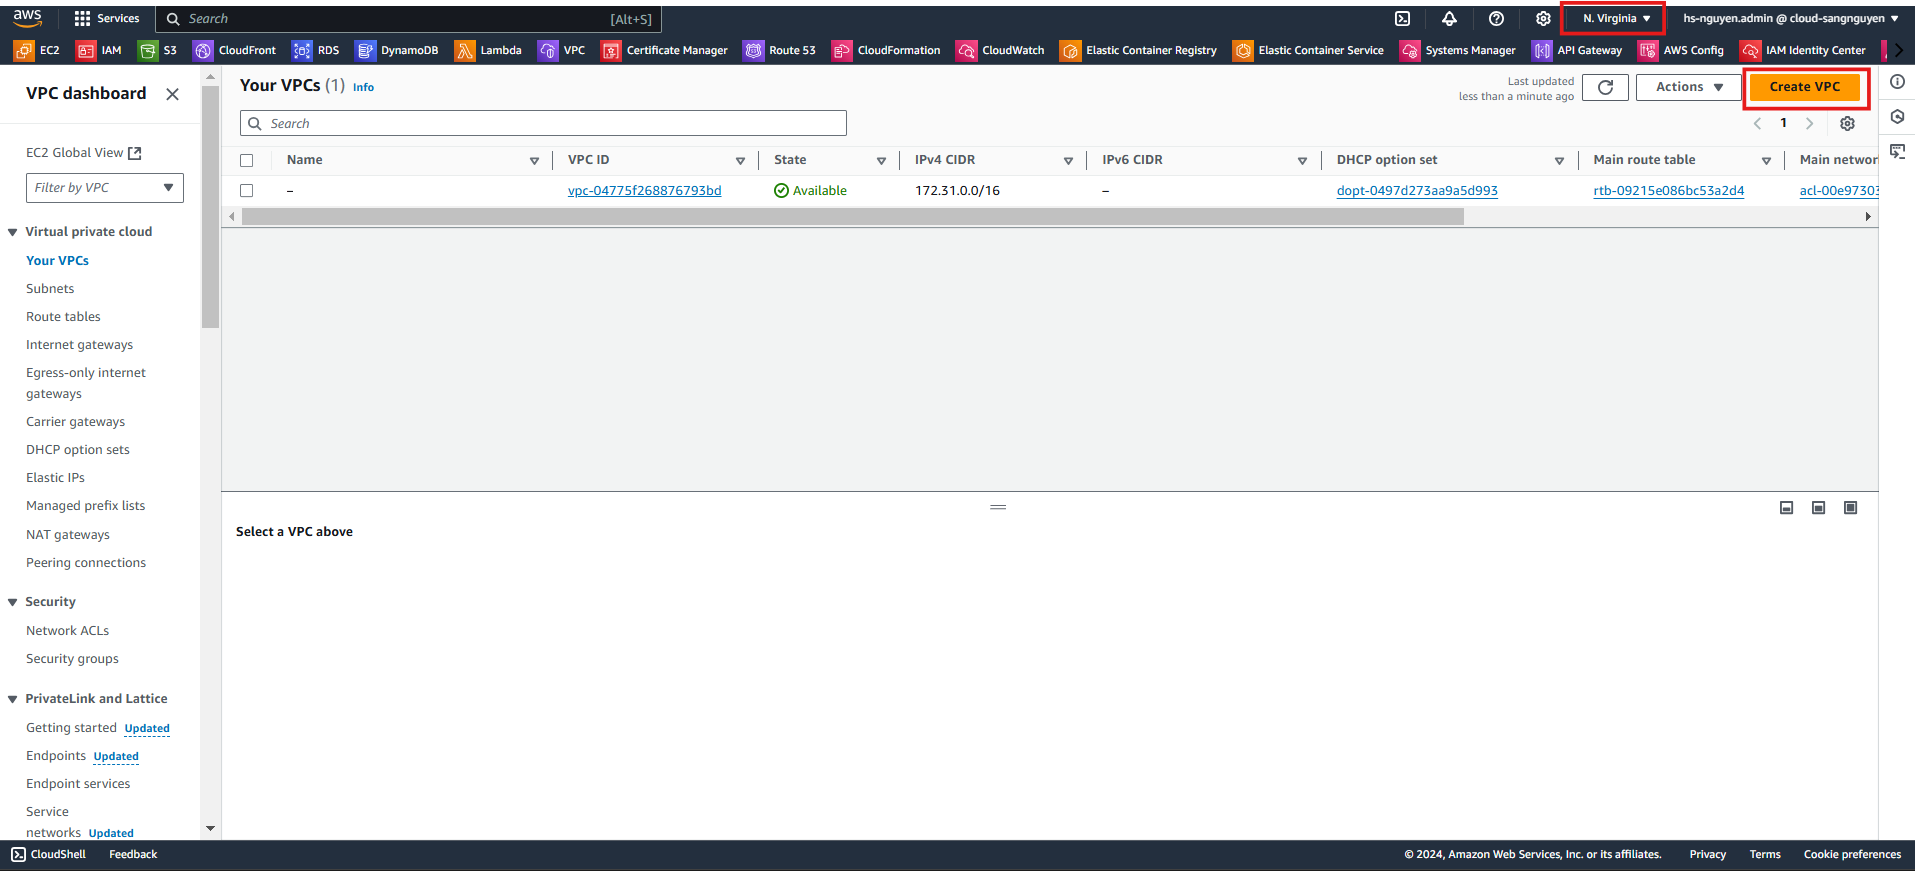 aws
Services
Search [Alt+S]
N. Virginia
hs-nguyen.admin @ cloud-sangnguyen
EC2 IAM S3 CloudFront RDS DynamoDB Lambda VPC Certificate Manager Route 53 CloudFormation CloudWatch Elastic Container Registry Elastic Container Service Systems Manager API Gateway AWS Config IAM Identity Center
VPC dashboard
EC2 Global View
Filter by VPC
Virtual private cloud
Your VPCs
Subnets
Route tables
Internet gateways
Egress-only internet
gateways
Carrier gateways
DHCP option sets
Elastic IPs
Managed prefix lists
NAT gateways
Peering connections
Security
Network ACLs
Security groups
PrivateLink and Lattice
Getting started Updated
Endpoints Updated
Endpoint services
Service
networks Updated
Your VPCs (1) Info
Last updated
less than a minute ago
Actions
Create VPC
Search
1
Name VPC ID State IPv4 CIDR IPv6 CIDR DHCP option set Main route table Main networ
– vpc-04775f268876793bd Available 172.31.0.0/16 – dopt-0497d273aa9a5d993 rtb-09215e086bc53a2d4 acl-00e97303
Select a VPC above
CloudShell Feedback
© 2024, Amazon Web Services, Inc. or its affiliates. Privacy Terms Cookie preferences